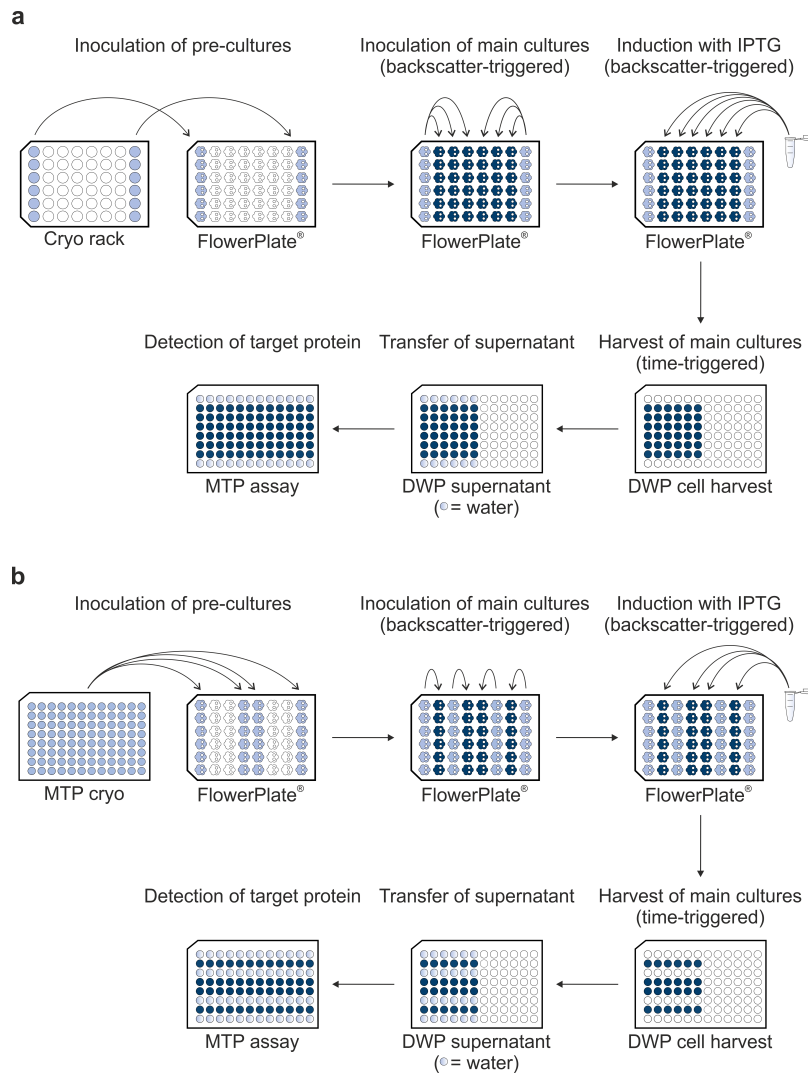 a
Inoculation of pre-cultures
Inoculation of main cultures
(backscatter-triggered)
Induction with IPTG
(backscatter-triggered)
Cryo rack
FlowerPlate®
FlowerPlate®
FlowerPlate®
Detection of target protein
Transfer of supernatant
Harvest of main cultures
(time-triggered)
MTP assay
DWP supernatant
(= water)
DWP cell harvest
b
Inoculation of pre-cultures
Inoculation of main cultures
(backscatter-triggered)
Induction with IPTG
(backscatter-triggered)
MTP cryo
FlowerPlate®
FlowerPlate®
FlowerPlate®
Detection of target protein
Transfer of supernatant
Harvest of main cultures
(time-triggered)
MTP assay
DWP supernatant
(= water)
DWP cell harvest